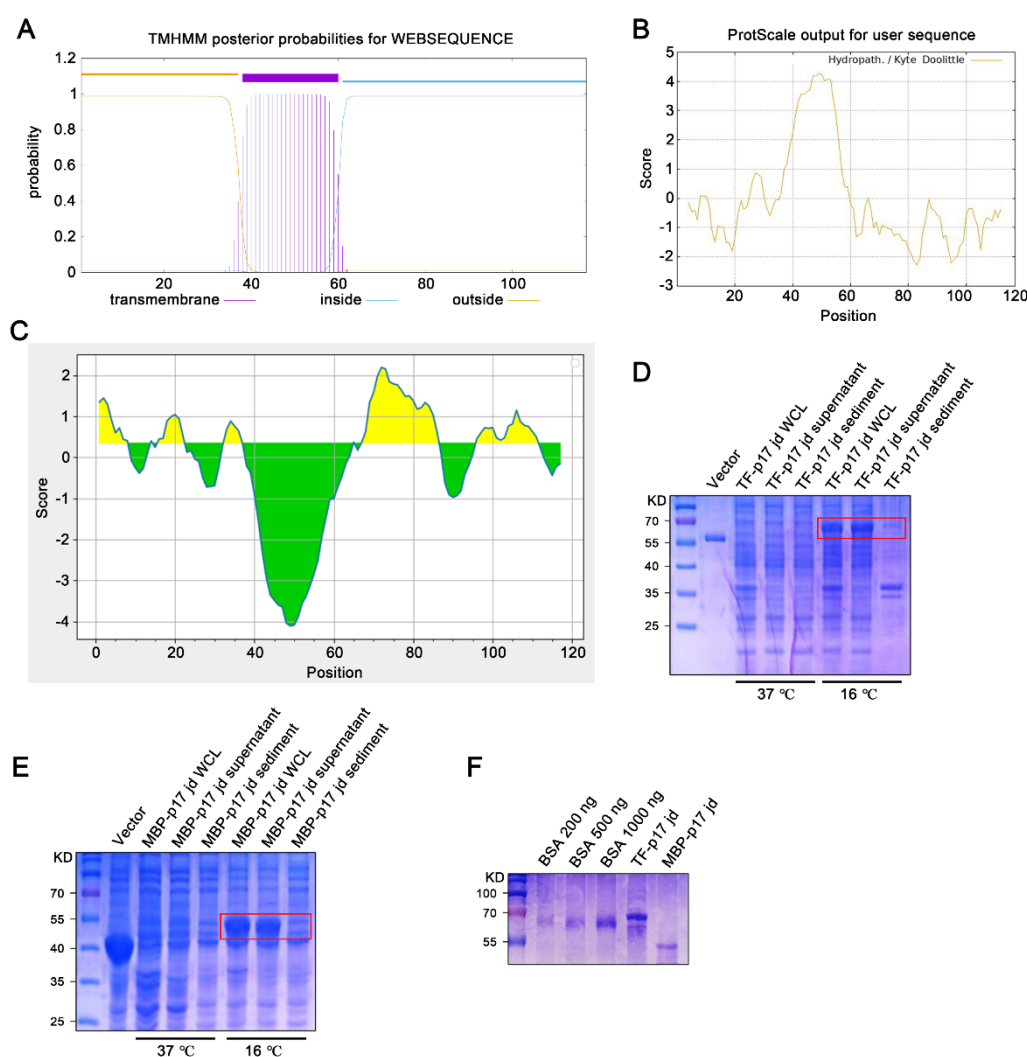 A
TMHMM posterior probabilities for WEBSEQUENCE
1.2
1
0.8
0.6
0.4
0.2
0
probability
20
40
60
80
100
transmembrane
inside
outside
B
ProtScale output for user sequence
Hydropath. / Kyte Doolittle
5
4
3
2
1
0
-1
-2
-3
Score
20
40
60
80
100
120
Position
C
2
1
0
-1
-2
-3
-4
Score
0
20
40
60
80
100
120
Position
D
Vector
TF-p17 jd WCL
TF-p17 jd supernatant
TF-p17 jd sediment
TF-p17 jd WCL
TF-p17 jd supernatant
TF-p17 jd sediment
KD
70
55
40
35
25
37 ℃
16 ℃
E
Vector
MBP-p17 jd WCL
MBP-p17 jd supernatant
MBP-p17 jd sediment
MBP-p17 jd WCL
MBP-p17 jd supernatant
MBP-p17 jd sediment
KD
70
55
40
35
25
37 ℃
16 ℃
F
BSA 200 ng
BSA 500 ng
BSA 1000 ng
TF-p17 jd
MBP-p17 jd
KD
100
70
55